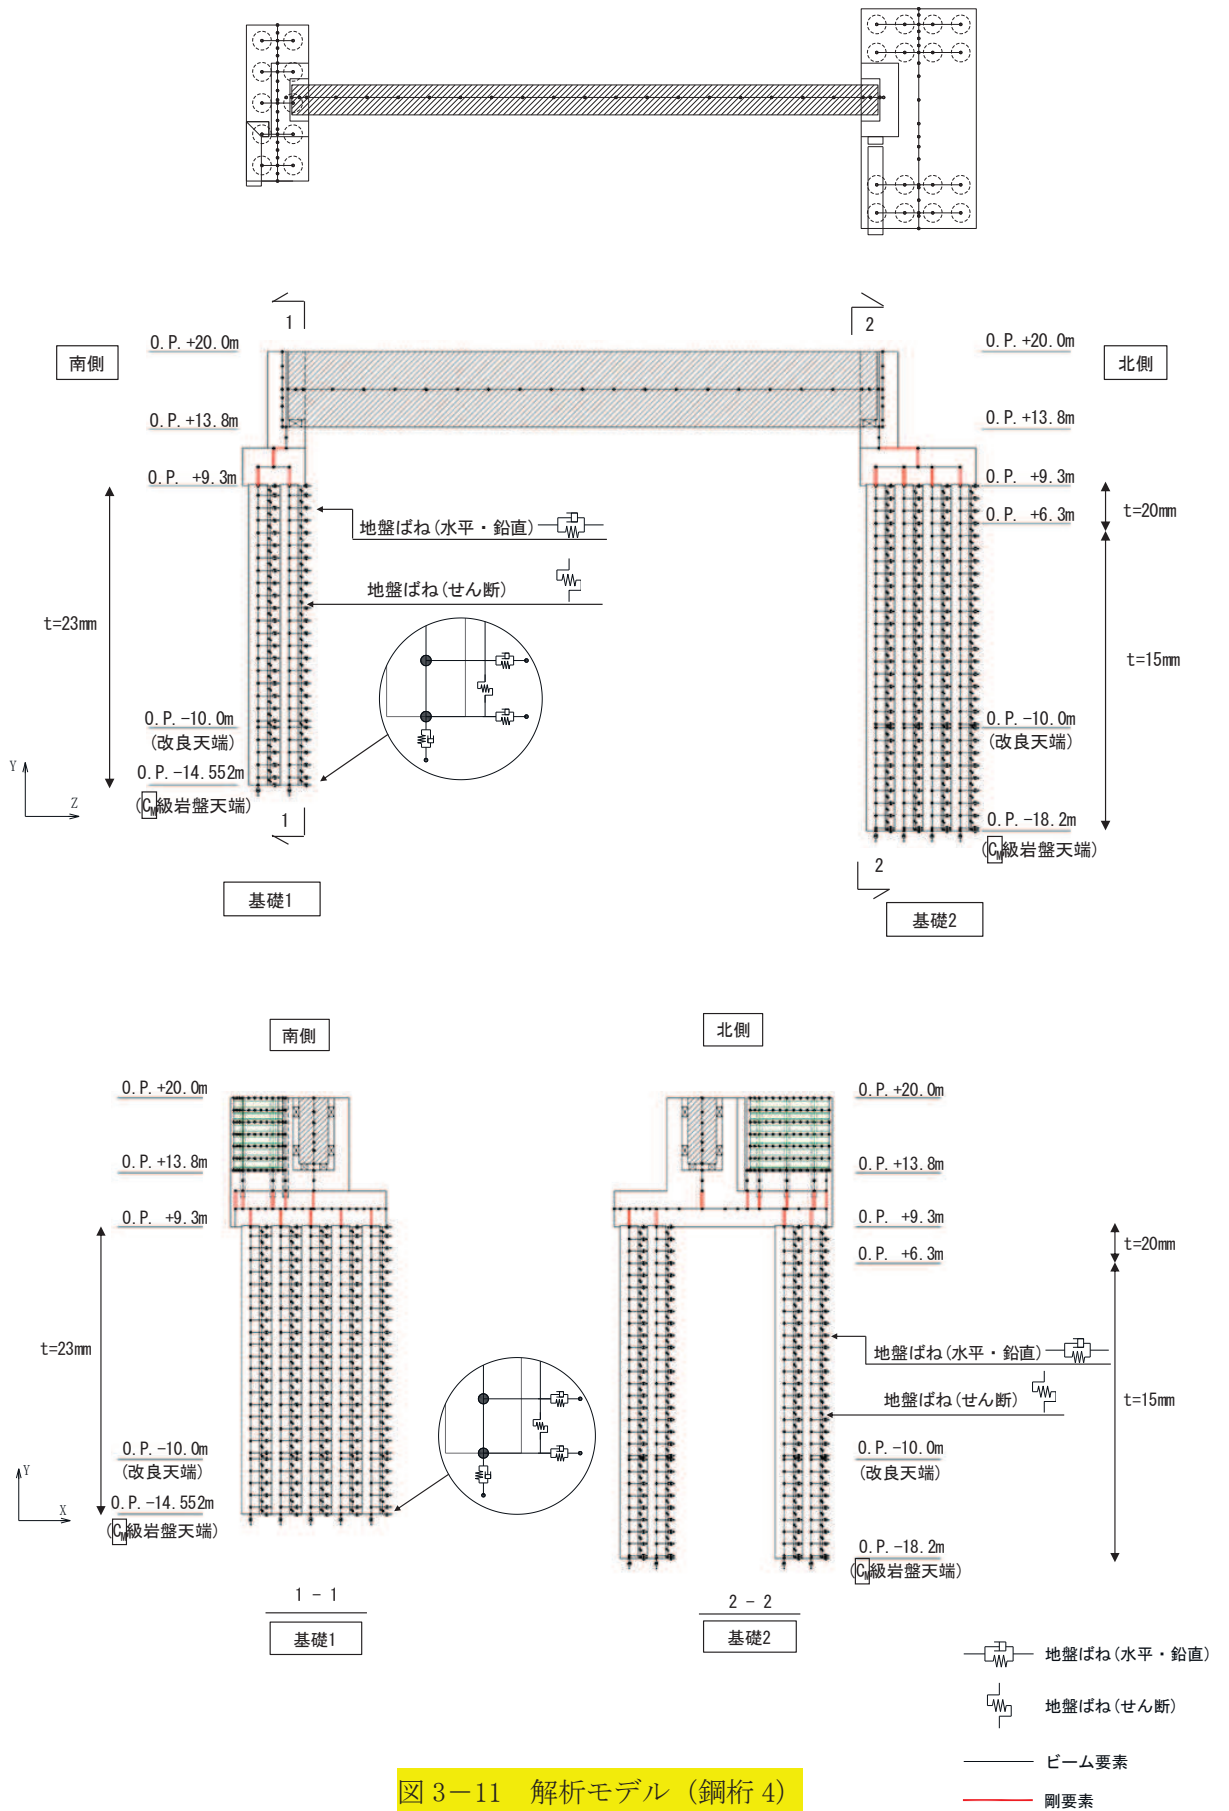 1
2
南側
O.P. +20.0m
O.P. +20.0m
北側
O.P. +13.8m
O.P. +13.8m
O.P. +9.3m
O.P. +9.3m
地盤ばね(水平・鉛直)
O.P. +6.3m
t=20mm
地盤ばね(せん断)
t=23mm
t=15mm
O.P.-10.0m
(改良天端)
O.P.-10.0m
(改良天端)
Y
Z
O.P.-14.552m
(CM級岩盤天端)
1
O.P.-18.2m
(CM級岩盤天端)
2
基礎1
基礎2
南側
北側
O.P. +20.0m
O.P. +20.0m
O.P. +13.8m
O.P. +13.8m
O.P. +9.3m
O.P. +9.3m
t=20mm
O.P. +6.3m
t=23mm
地盤ばね(水平・鉛直)
地盤ばね(せん断)
t=15mm
O.P.-10.0m
(改良天端)
O.P.-10.0m
(改良天端)
Y
X
O.P.-14.552m
(CM級岩盤天端)
O.P.-18.2m
(CM級岩盤天端)
1 - 1
基礎1
2 - 2
基礎2
地盤ばね(水平・鉛直)
地盤ばね(せん断)
ビーム要素
剛要素
図 3-11 解析モデル（鋼桁 4）